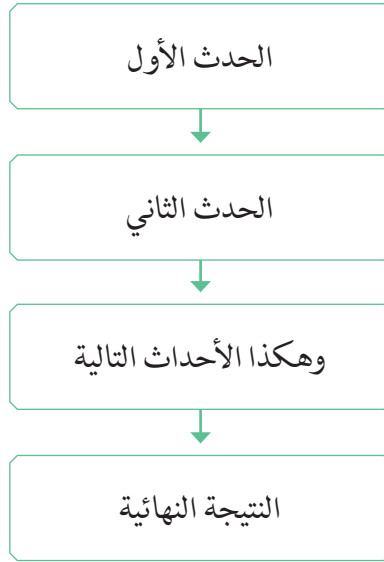 الحدث الأول
الحدث الثاني
وهكذا الأحداث التالية
النتيجة النهائية